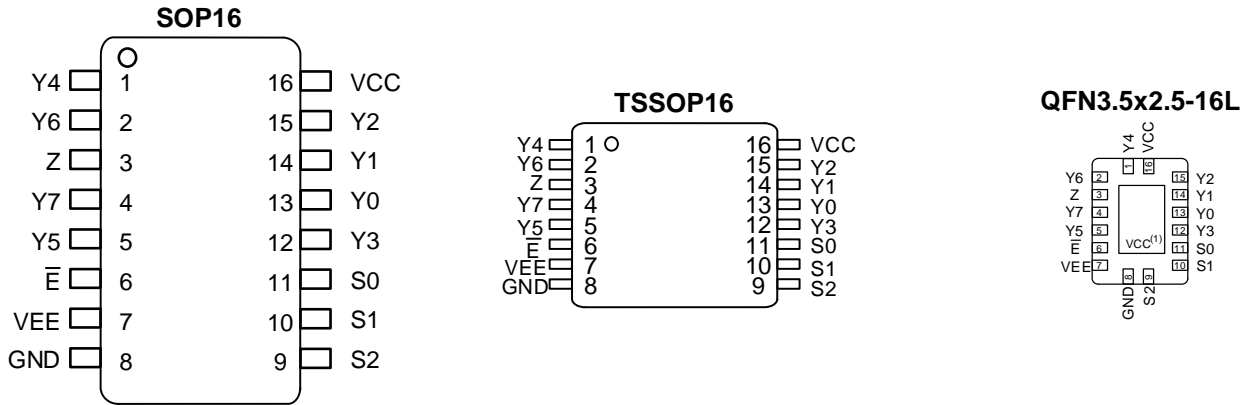 SOP16
Y4 1 16 VCC
Y6 2 15 Y2
Z 3 14 Y1
Y7 4 13 Y0
Y5 5 12 Y3
E̅ 6 11 S0
VEE 7 10 S1
GND 8 9 S2
TSSOP16
Y4 1 16 VCC
Y6 2 15 Y2
Z 3 14 Y1
Y7 4 13 Y0
Y5 5 12 Y3
E̅ 6 11 S0
VEE 7 10 S1
GND 8 9 S2
QFN3.5x2.5-16L
Y4 VCC
1 16
Y6 2 15 Y2
Z 3 14 Y1
Y7 4 13 Y0
Y5 5 12 Y3
E̅ 6 VCC(1) 11 S0
VEE 7 10 S1
8 9
GND S2